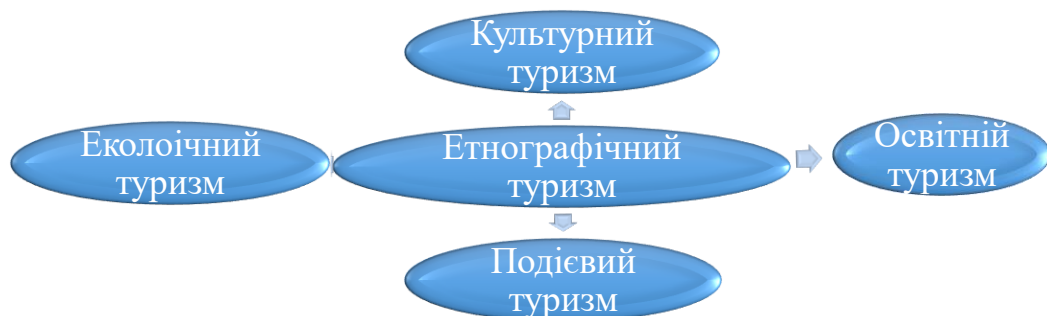 Культурний
туризм
Еколоічний
туризм
Етнографічний
туризм
Освітній
туризм
Подієвий
туризм